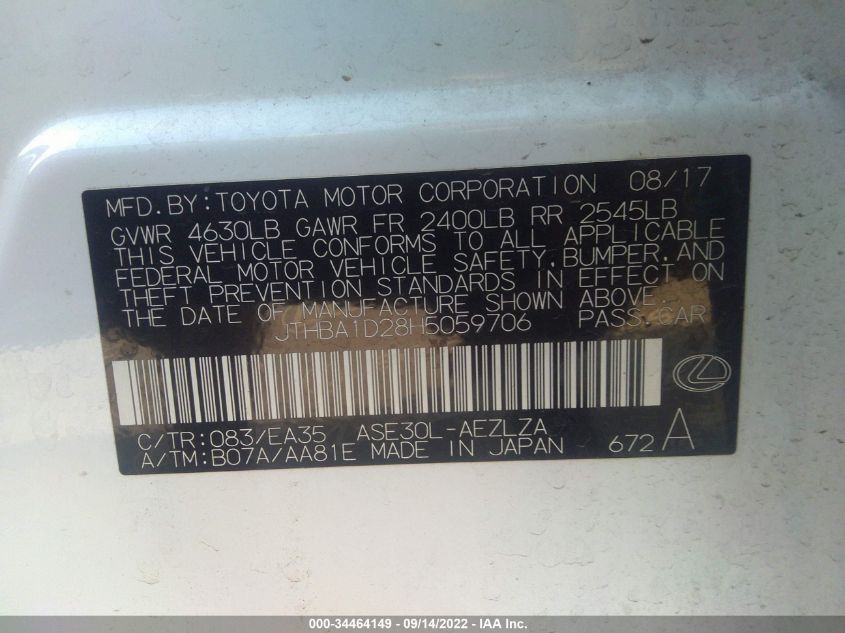 MFD.BY:TOYOTA MOTOR CORPORATION 08/17
GVWR 4630LB GAWR FR 2400LB RR 2545LB
THIS VEHICLE CONFORMS TO ALL APPLICABLE
FEDERAL MOTOR VEHICLE SAFETY,BUMPER,AND
THEFT PREVENTION STANDARDS IN EFFECT ON
THE DATE OF MANUFACTURE SHOWN ABOVE.
JTHBA1D28H5059706 PASS.CAR
C/TR:083/EA35 ASE30L-AEZLZA
A/TM:B07A/AA81E MADE IN JAPAN 672 A
000-34464149 - 09/14/2022 - IAA Inc.